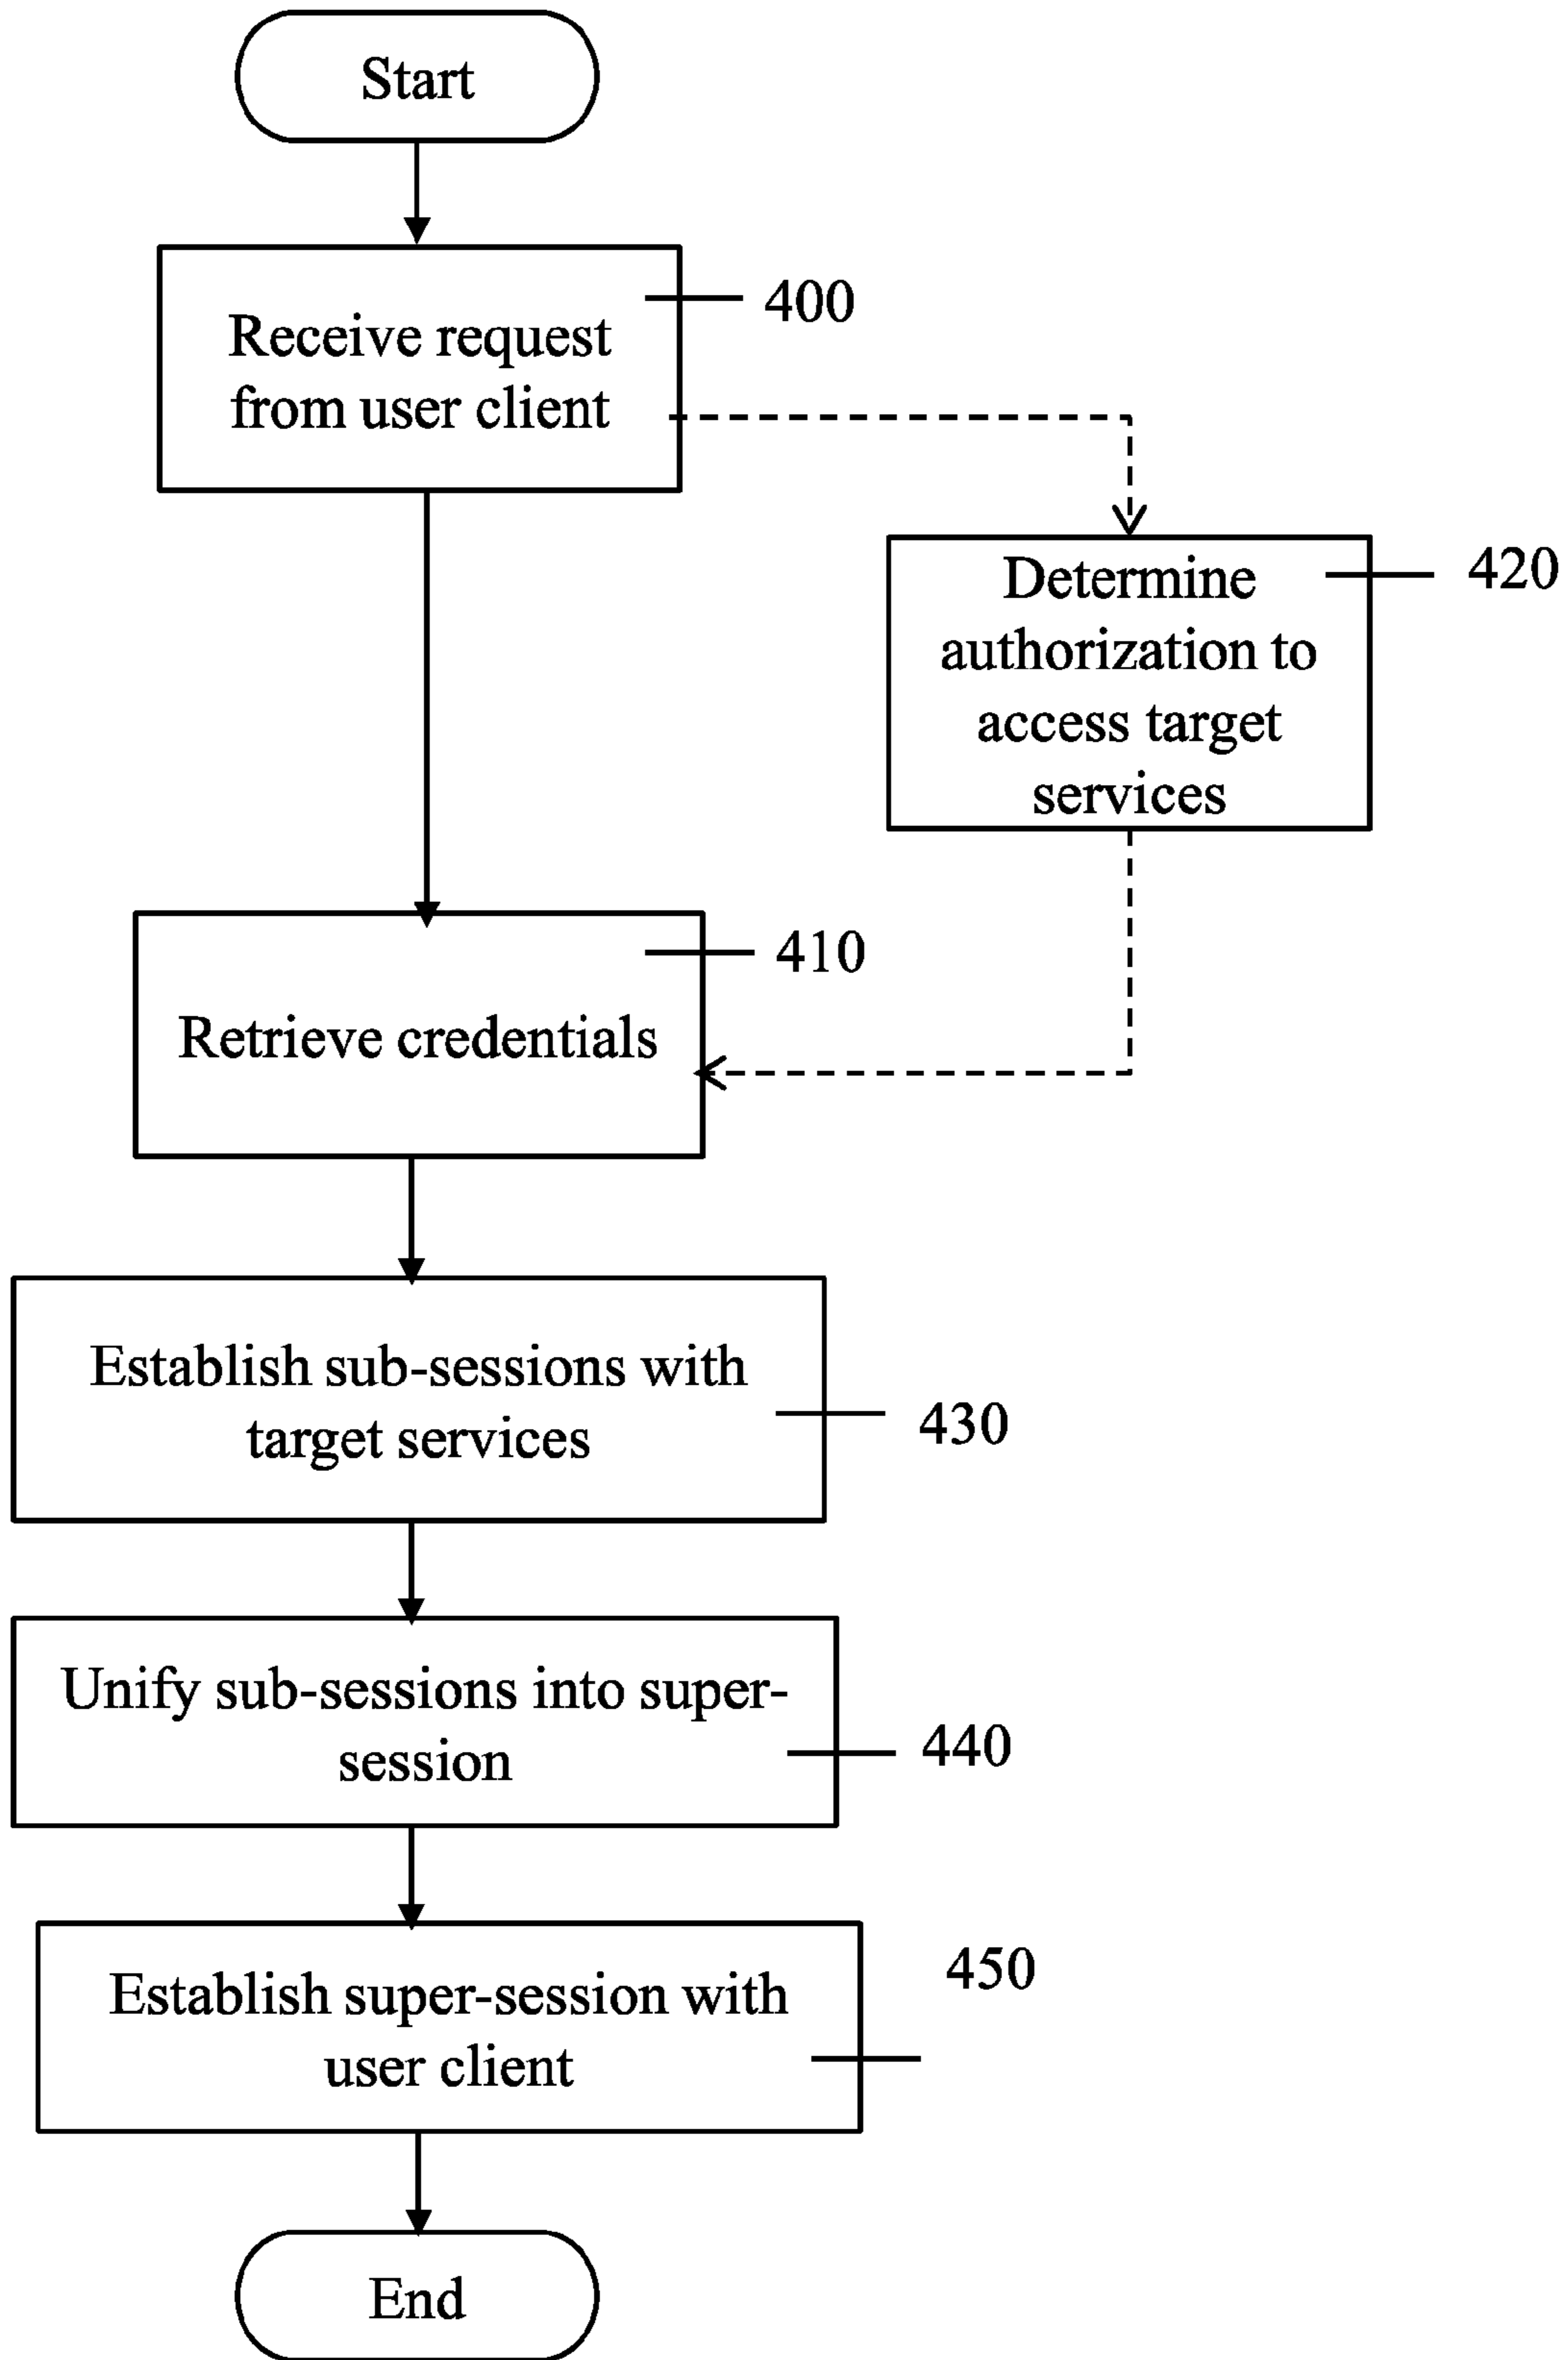 Start
400
Receive request
from user client
420
Determine
authorization to
access target
services
410
Retrieve credentials
Establish sub-sessions with
target services
430
Unify sub-sessions into super-
session
440
450
Establish super-session with
user client
End